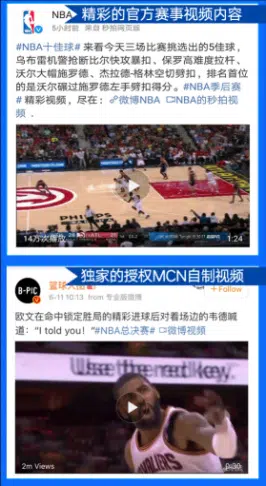 精彩的官方赛事视频内容
NBA
5小时前 来自 秒拍网页版
#NBA十佳球# 来看今天三场比赛挑选出的5佳球,
乌布雷机警抢断比尔快攻暴扣、保罗高难度拉杆、
沃尔大幅施罗德、杰拉德-格林空切劈扣,排名首位
的是沃尔碾过施罗德左手劈扣得分。#NBA季后赛
# 精彩视频,尽在: 微博NBA NBA的秒拍视
频 .
PHILIPS
14万次播放
ESPN
1:24
独家的授权MCN自制视频
B-PIC
6-11 10:13 from 专业版微博
+ Follow
欧文在命中锁定胜局的精彩进球后对看场边的韦德喊
道:“I told you! ”#NBA总决赛# 微博视频
Use the red key.
2m Views
0:30